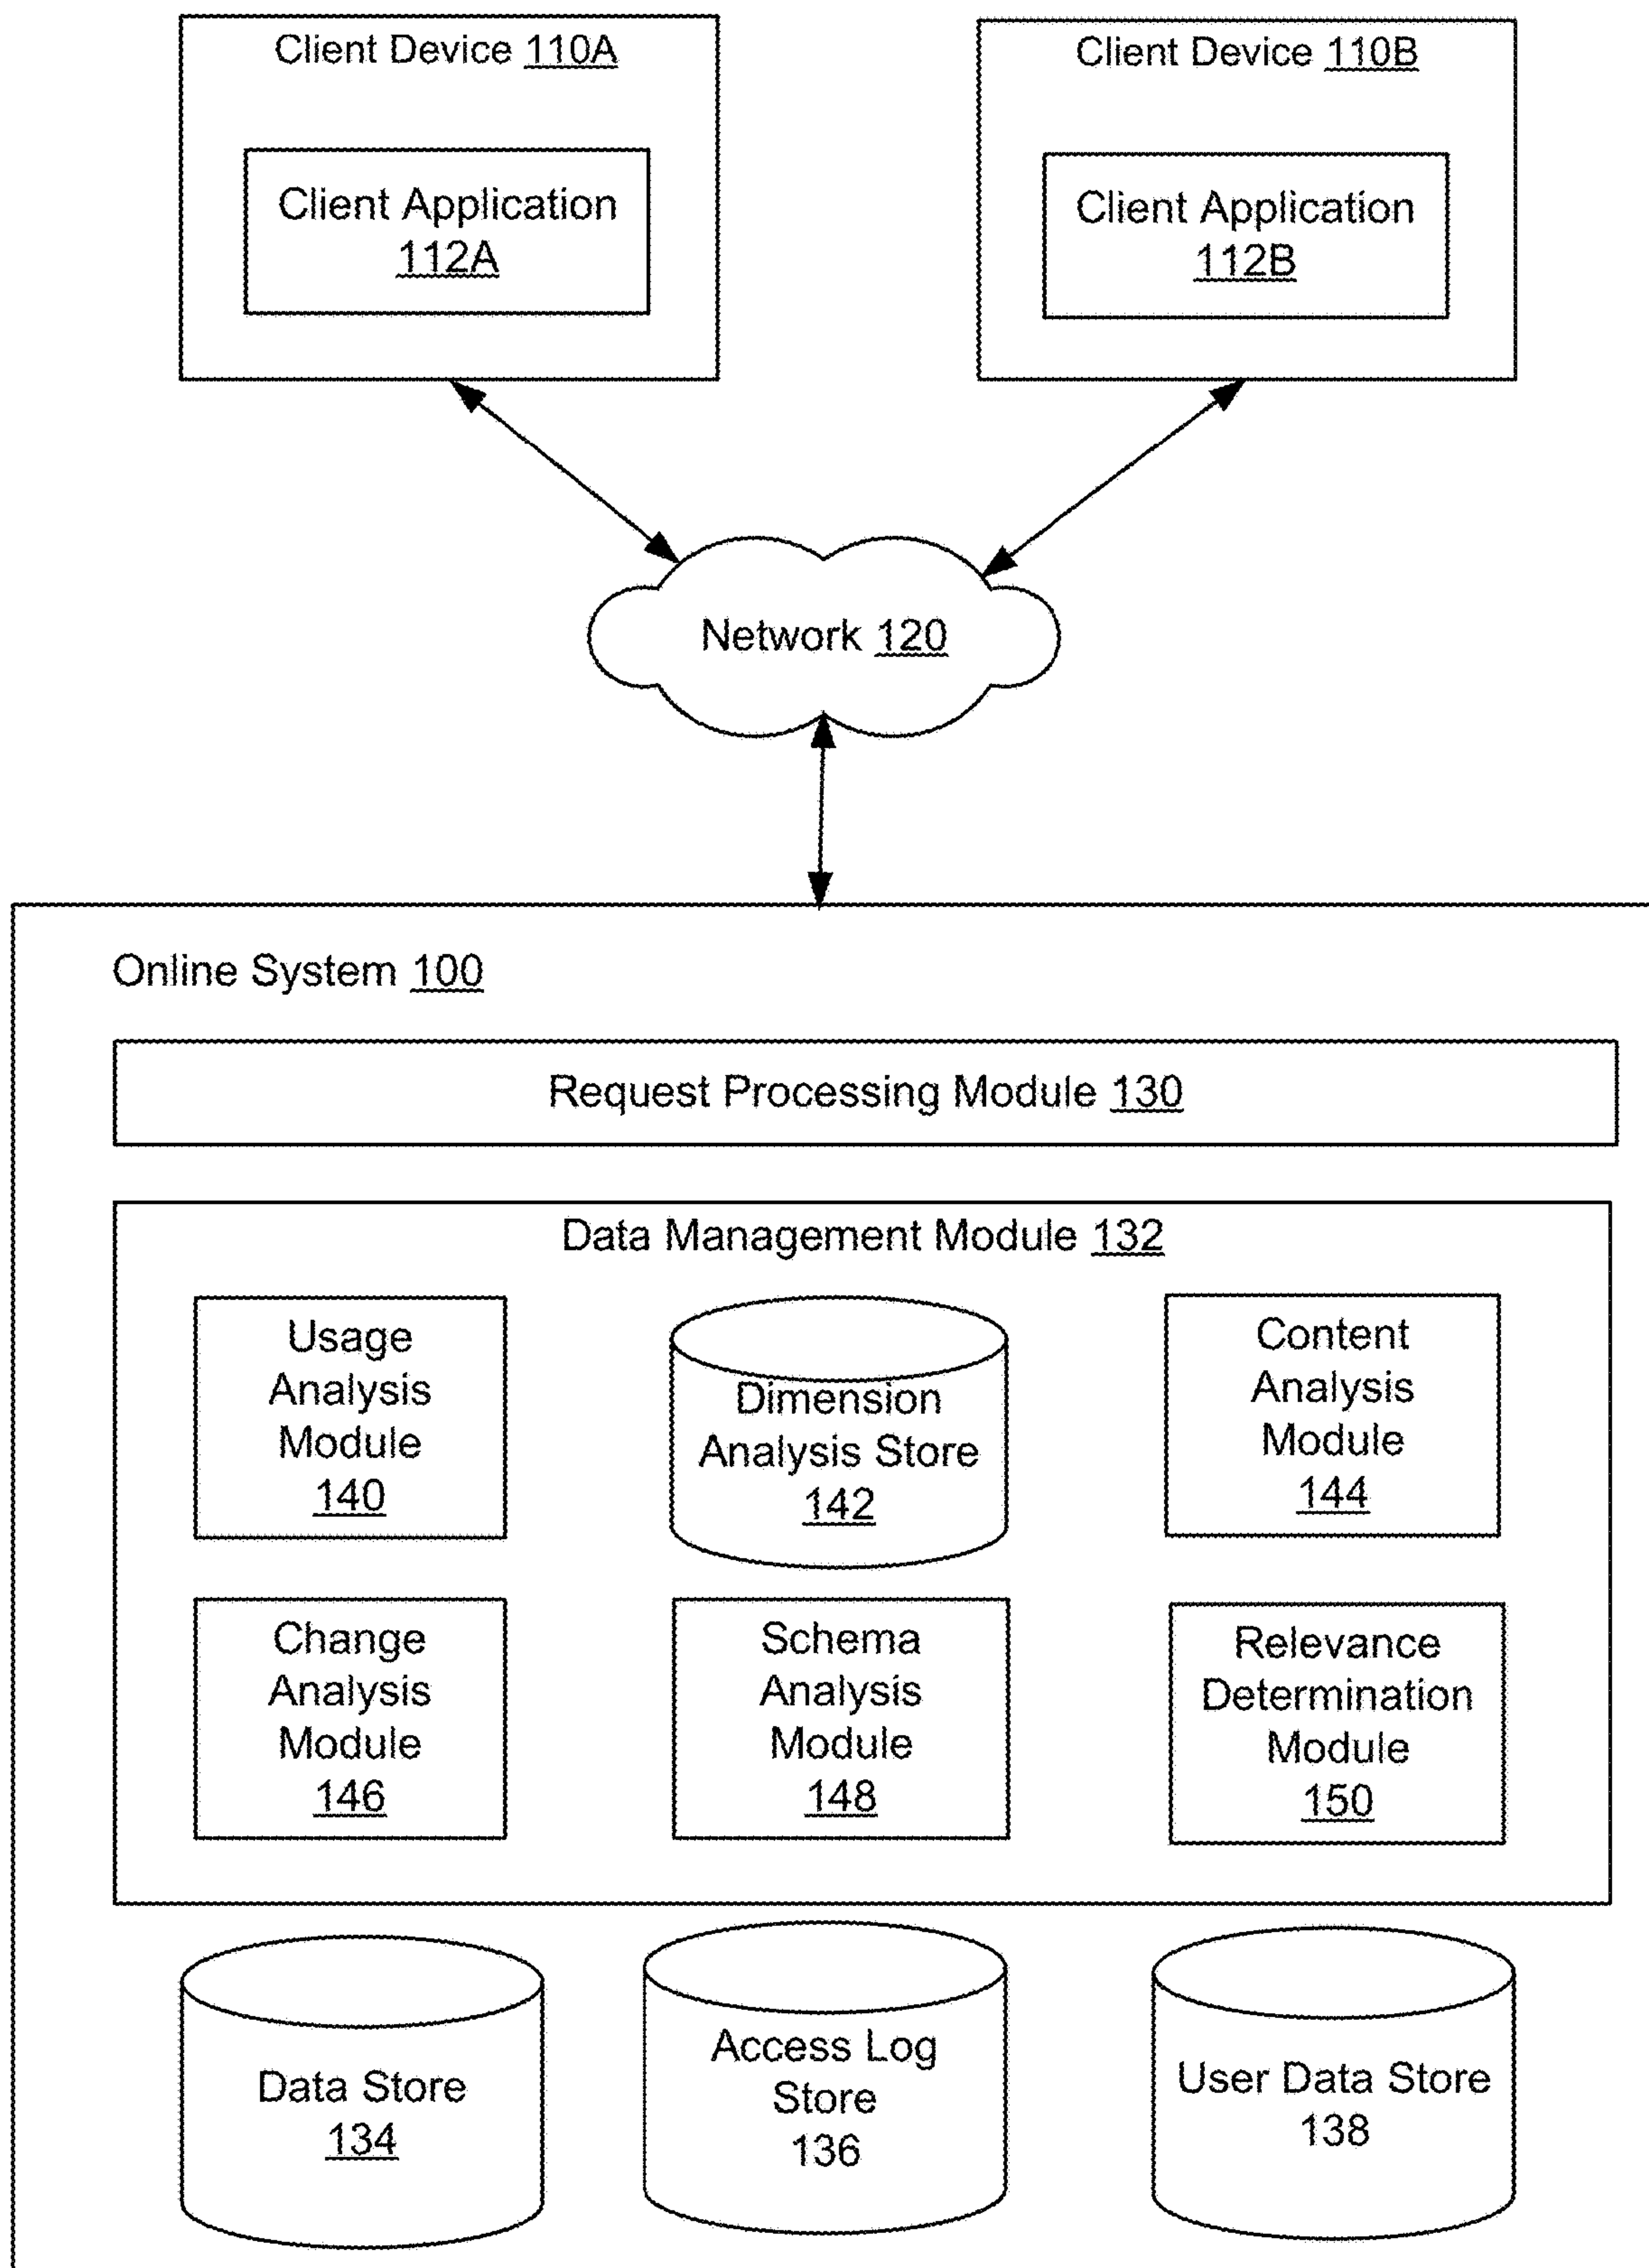 Client Device 110A
Client Application
112A
Client Device 110B
Client Application
112B
Network 120
Online System 100
Request Processing Module 130
Data Management Module 132
Usage
Analysis
Module
140
Dimension
Analysis Store
142
Content
Analysis
Module
144
Change
Analysis
Module
146
Schema
Analysis
Module
148
Relevance
Determination
Module
150
Data Store
134
Access Log
Store
136
User Data Store
138